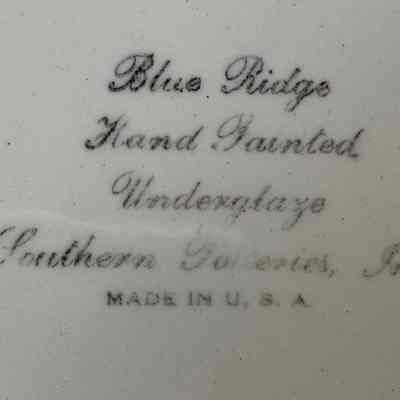 Blue Ridge
Hand Painted
Underglaze
Southern Potteries, In
MADE IN U. S. A.